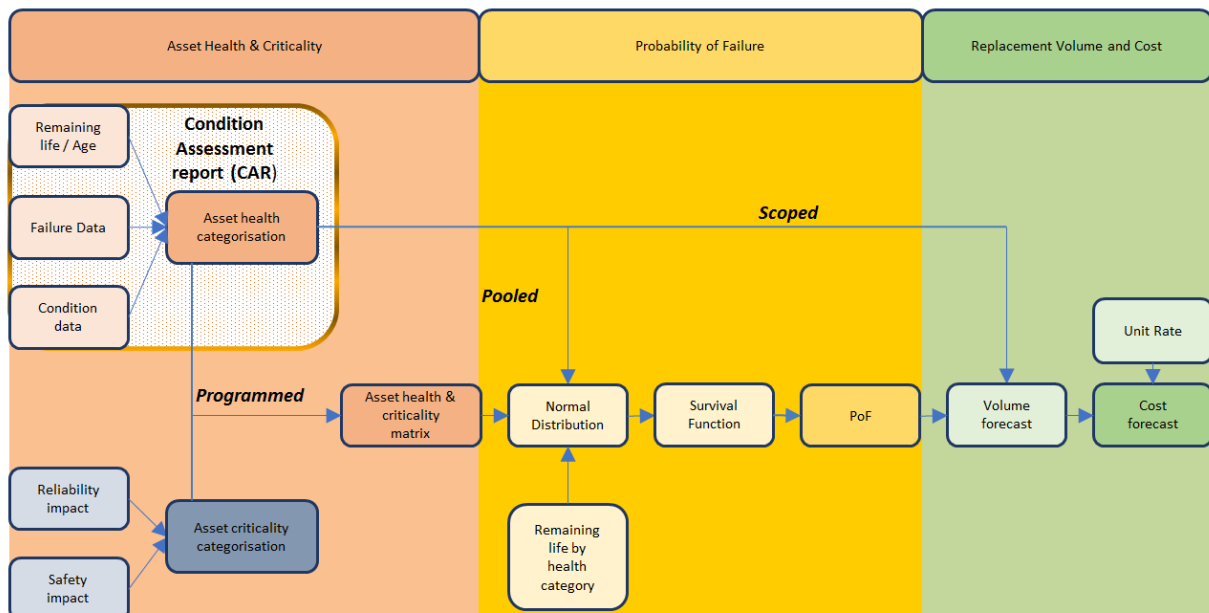 Asset Health & Criticality
Probability of Failure
Replacement Volume and Cost
Remaining
life / Age
Condition
Assessment
report (CAR)
Failure Data
Asset health
categorisation
Scoped
Condition
data
Pooled
Unit Rate
Programmed
Asset health &
criticality
matrix
Normal
Distribution
Survival
Function
PoF
Volume
forecast
Cost
forecast
Reliability
impact
Asset criticality
categorisation
Remaining
life by
health
category
Safety
impact